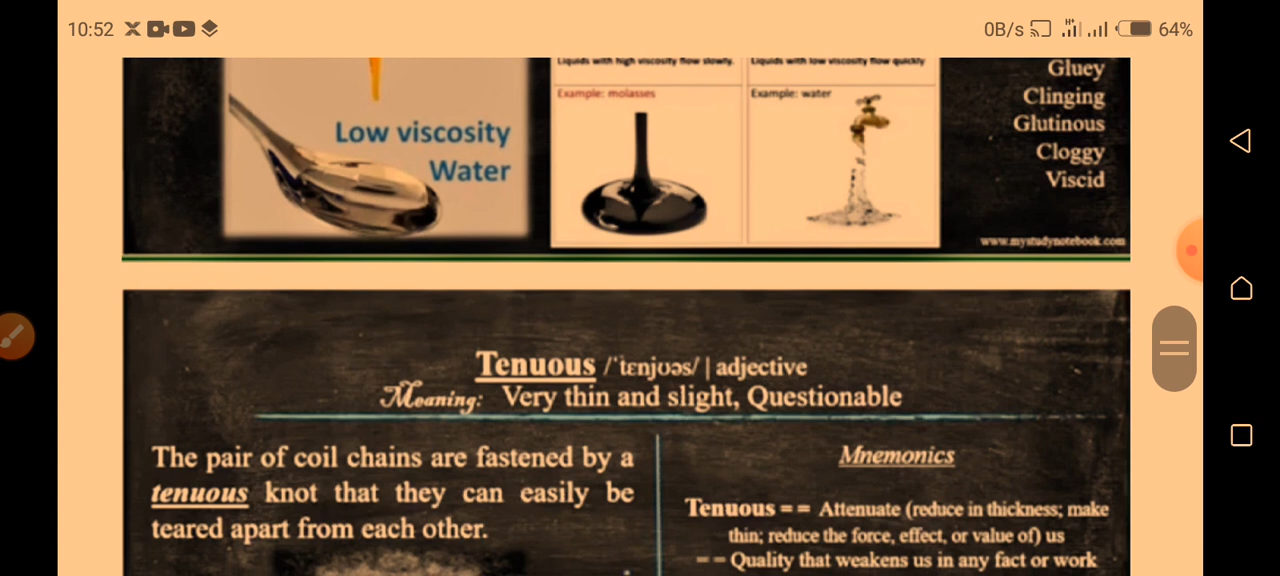 10:52
0B/s
H+
64%
Low viscosity
Water
Liquids with high viscosity flow slowly.
Example: molasses
Liquids with low viscosity flow quickly
Example: water
Gluey
Clinging
Glutinous
Cloggy
Viscid
www.mystudynotebook.com
Tenuous /ˈtɛnjʊəs/ | adjective
Meaning: Very thin and slight, Questionable
The pair of coil chains are fastened by a
tenuous knot that they can easily be
teared apart from each other.
Mnemonics
Tenuous == Attenuate (reduce in thickness; make
thin; reduce the force, effect, or value of) us
== Quality that weakens us in any fact or work